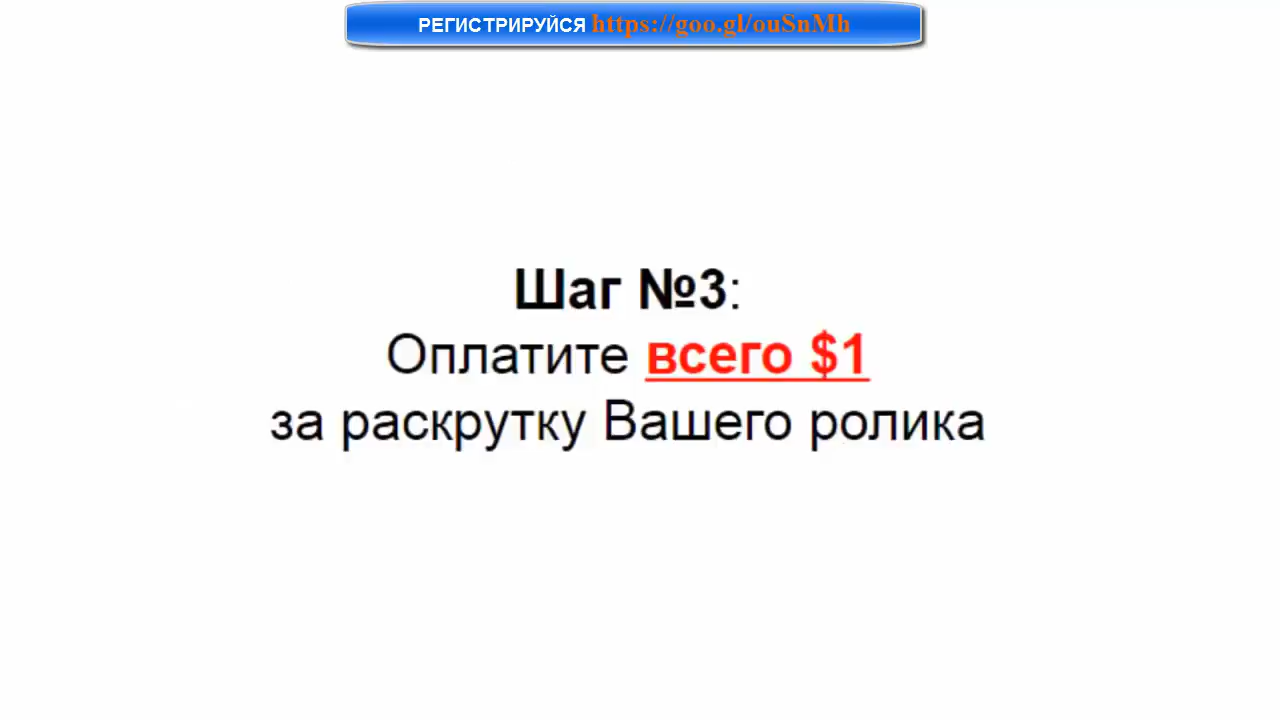 РЕГИСТРИРУЙСЯ https://goo.gl/ouSnMh
Шаг №3:
Оплатите всего $1
за раскрутку Вашего ролика